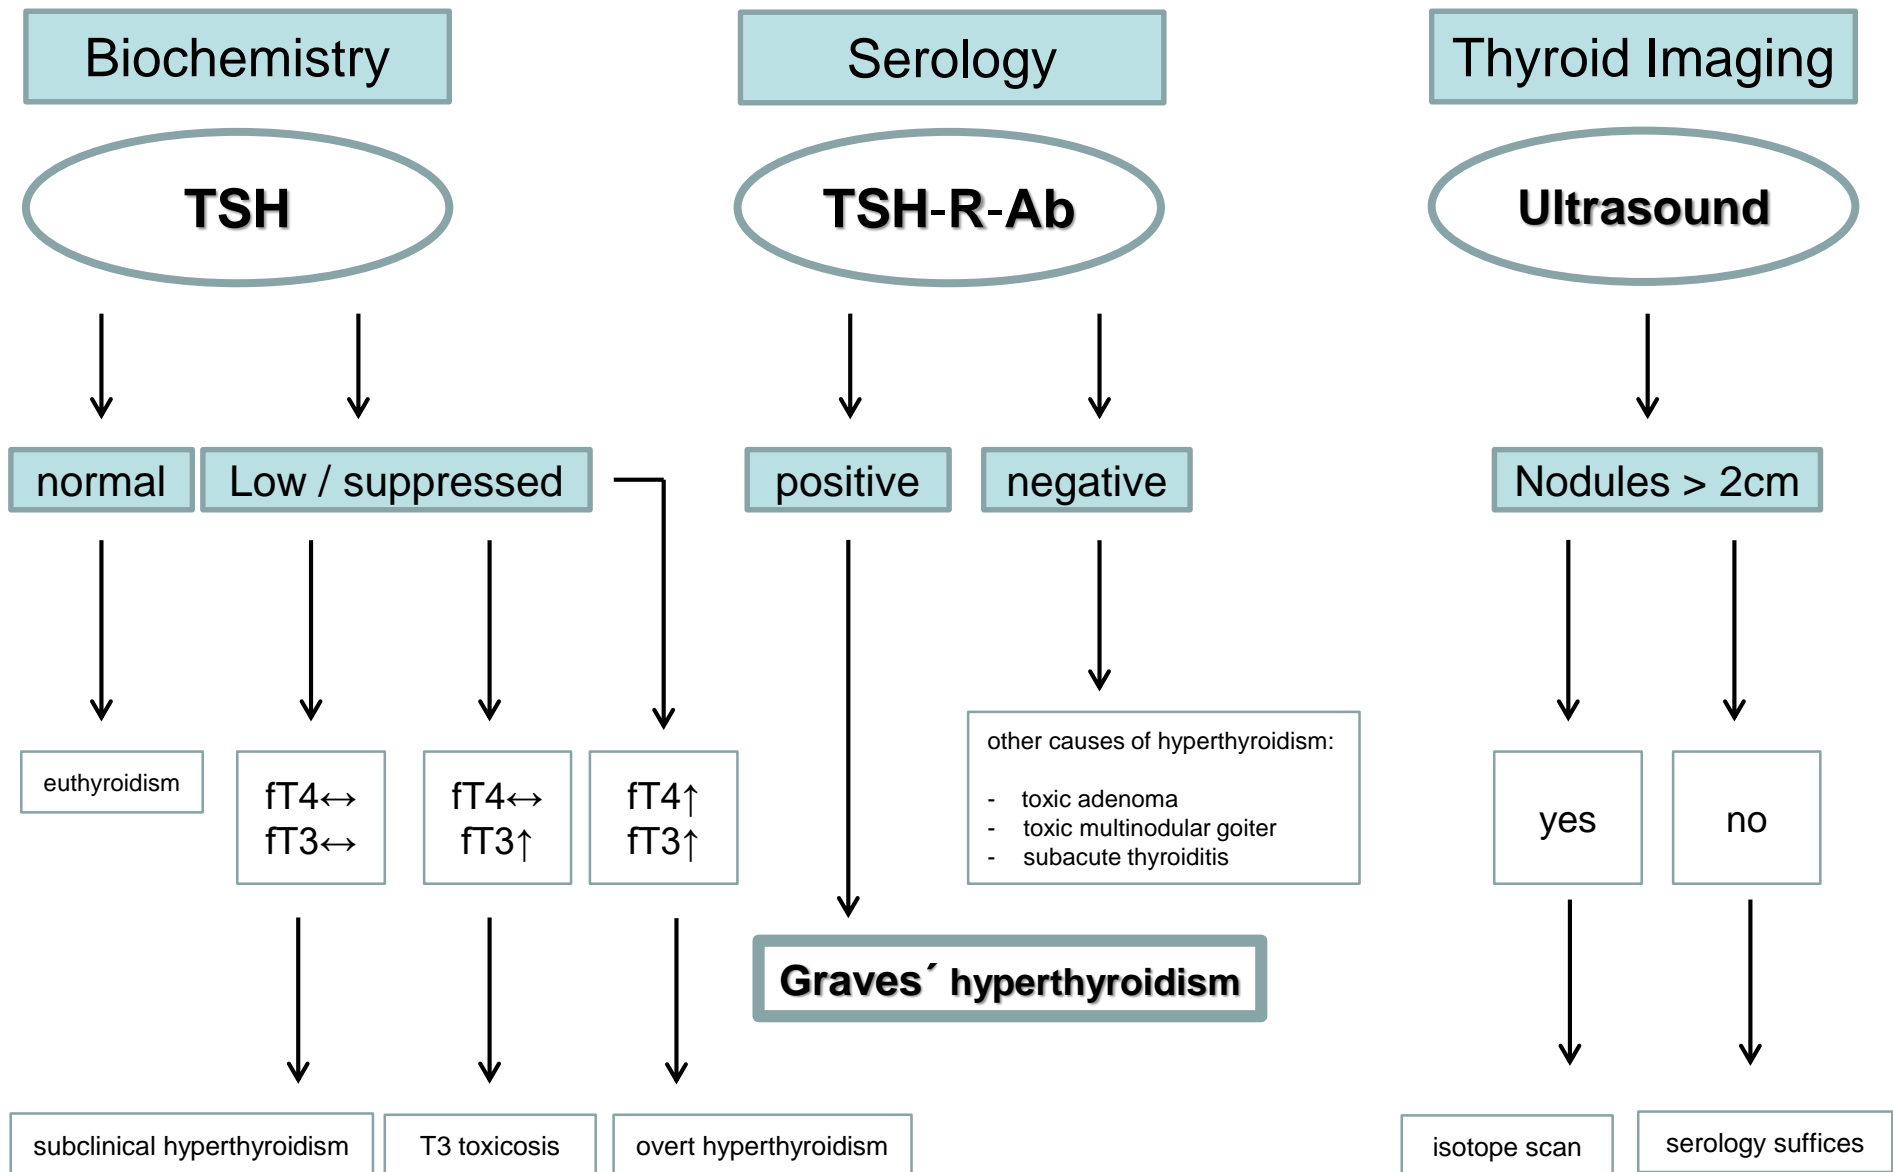 Biochemistry
Serology
Thyroid Imaging
TSH
TSH-R-Ab
Ultrasound
normal
Low / suppressed
positive
negative
Nodules > 2cm
euthyroidism
fT4↔
fT3↔
fT4↔
fT3↑
fT4↑
fT3↑
other causes of hyperthyroidism:
- toxic adenoma
- toxic multinodular goiter
- subacute thyroiditis
yes
no
Graves´ hyperthyroidism
subclinical hyperthyroidism
T3 toxicosis
overt hyperthyroidism
isotope scan
serology suffices